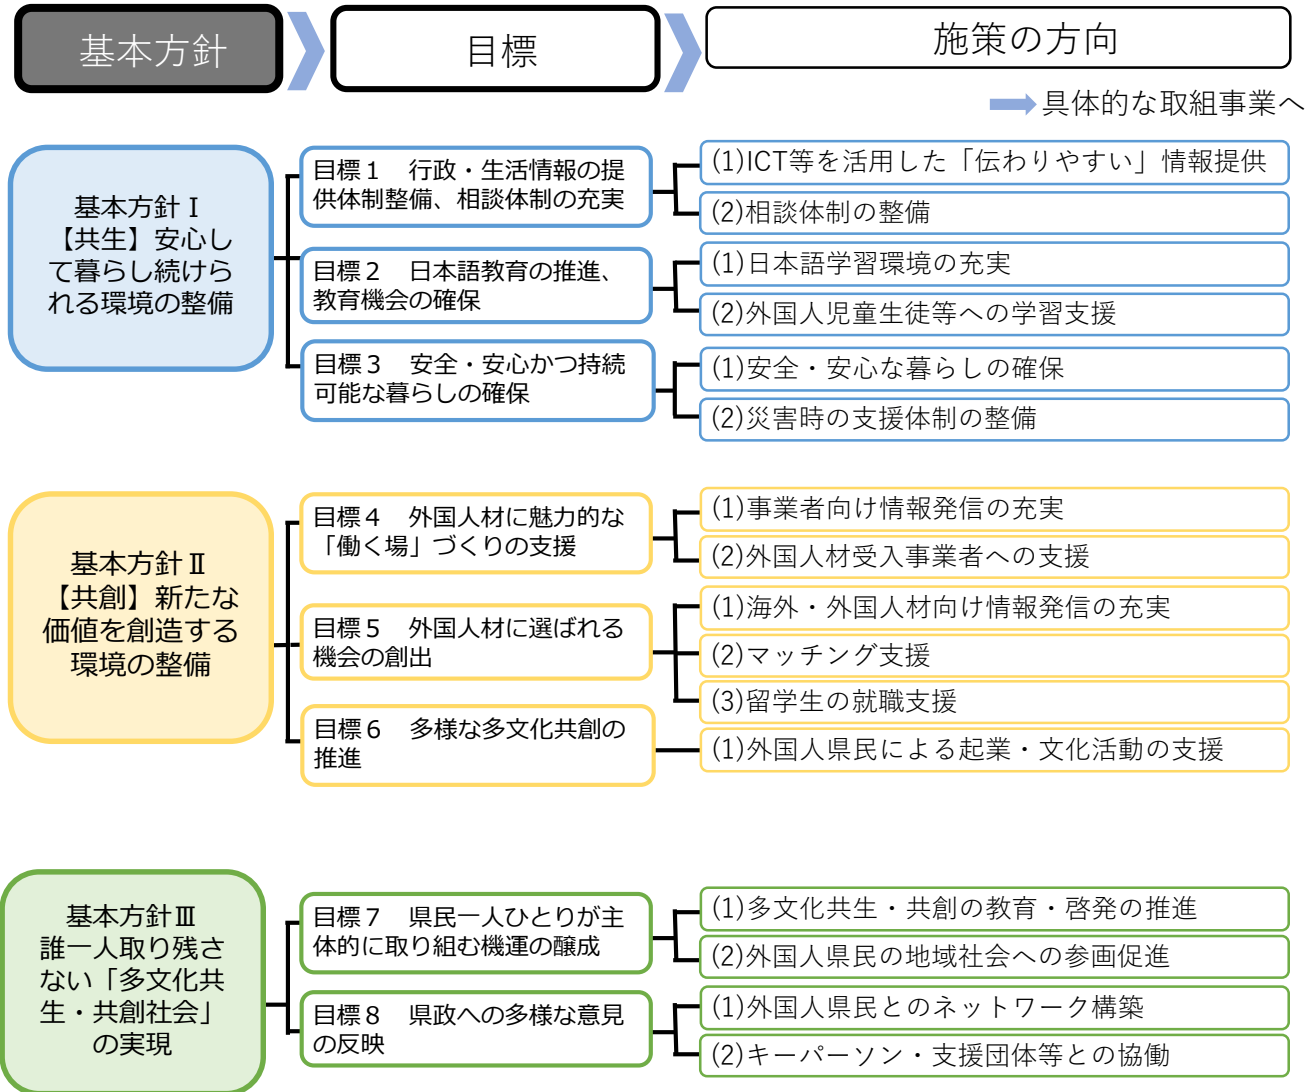 基本方針
目標
施策の方向
具体的な取組事業へ
基本方針Ⅰ
【共生】安心し
て暮らし続けら
れる環境の整備
目標１　行政・生活情報の提
供体制整備、相談体制の充実
(1)ICT等を活用した「伝わりやすい」情報提供
(2)相談体制の整備
目標２　日本語教育の推進、
教育機会の確保
(1)日本語学習環境の充実
(2)外国人児童生徒等への学習支援
目標３　安全・安心かつ持続
可能な暮らしの確保
(1)安全・安心な暮らしの確保
(2)災害時の支援体制の整備
基本方針Ⅱ
【共創】新たな
価値を創造する
環境の整備
目標４　外国人材に魅力的な
「働く場」づくりの支援
(1)事業者向け情報発信の充実
(2)外国人材受入事業者への支援
目標５　外国人材に選ばれる
機会の創出
(1)海外・外国人材向け情報発信の充実
(2)マッチング支援
(3)留学生の就職支援
目標６　多様な多文化共創の
推進
(1)外国人県民による起業・文化活動の支援
基本方針Ⅲ
誰一人取り残さ
ない「多文化共
生・共創社会」
の実現
目標７　県民一人ひとりが主
体的に取り組む機運の醸成
(1)多文化共生・共創の教育・啓発の推進
(2)外国人県民の地域社会への参画促進
目標８　県政への多様な意見
の反映
(1)外国人県民とのネットワーク構築
(2)キーパーソン・支援団体等との協働